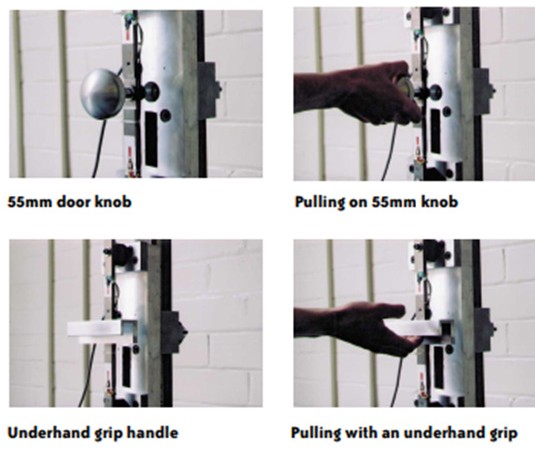 55mm door knob
Pulling on 55mm knob
Underhand grip handle
Pulling with an underhand grip